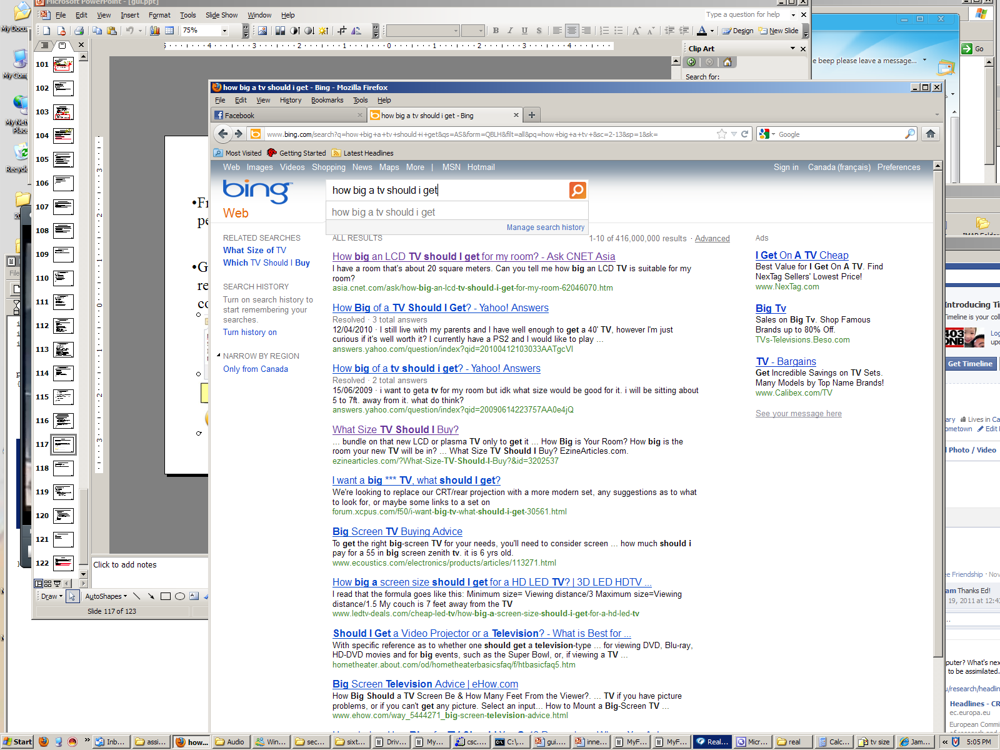 Microsoft PowerPoint - [gui.ppt]
File Edit View Insert Format Tools Slide Show Window Help
Type a question for help
75%
B I U S
Design New Slide
My Docu
My Com
My Net
Place
Recycle
101
102
103
104
105
106
107
108
109
110
111
112
113
114
115
116
117
118
119
120
121
122
Clip Art
Search for:
Click to add notes
Draw AutoShapes
Slide 117 of 123
e beep please leave a message...
Go
how big a tv should i get - Bing - Mozilla Firefox
File Edit View History Bookmarks Tools Help
Facebook
how big a tv should i get - Bing
www.bing.com/search?q=how+big+a+tv+should+i+get&qs=AS&form=QBLH&filt=all&pq=how+big+a+tv+&sc=2-13&sp=1&sk=
Google
Most Visited Getting Started Latest Headlines
Web Images Videos Shopping News Maps More | MSN Hotmail
Sign in Canada (français) Preferences
bing
Web
how big a tv should i get
how big a tv should i get
Manage search history
RELATED SEARCHES
What Size of TV
Which TV Should I Buy
SEARCH HISTORY
Turn on search history to
start remembering your
searches.
Turn history on
NARROW BY REGION
Only from Canada
ALL RESULTS
1-10 of 416,000,000 results · Advanced
How big an LCD TV should I get for my room? - Ask CNET Asia
I have a room that's about 20 square meters. Can you tell me how big an LCD TV is suitable for my
room?
asia.cnet.com/ask/how-big-an-lcd-tv-should-i-get-for-my-room-62046070.htm
How Big of a TV Should I Get? - Yahoo! Answers
Resolved · 3 total answers
12/04/2010 · I still live with my parents and I have well enough to get a 40' TV, however I'm just
curious if it's well worth it? I currently have a PS2 and I would like to play ...
answers.yahoo.com/question/index?qid=20100412103033AATgcVI
How big of a tv should i get? - Yahoo! Answers
Resolved · 2 total answers
15/06/2009 · i want to geta tv for my room but idk what size would be good for it. i will be sitting about
5 to 7ft. away from it. what do think?
answers.yahoo.com/question/index?qid=20090614223757AA0e4jQ
What Size TV Should I Buy?
... bundle on that new LCD or plasma TV only to get it ... How Big is Your Room? How big is the
room your new TV will be in? ... What Size TV Should I Buy? EzineArticles.com.
ezinearticles.com/?What-Size-TV-Should-I-Buy?&id=3202537
I want a big *** TV, what should I get?
We're looking to replace our CRT/rear projection with a more modern set, any suggestions as to what
to look for, or maybe some links to a set on
forum.xcpus.com/f50/i-want-big-tv-what-should-i-get-30561.html
Big Screen TV Buying Advice
To get the right big-screen TV for your needs, you'll need to consider screen ... how much should i
pay for a 55 in big screen zenith tv. it is 6 yrs old.
www.ecoustics.com/electronics/products/articles/113271.html
How big a screen size should I get for a HD LED TV? | 3D LED HDTV ...
I read that the formula goes like this: Minimum size= Viewing distance/3 Maximum size=Viewing
distance/1.5 My couch is 7 feet away from the TV
www.ledtv-deals.com/cheap-led-tv/how-big-a-screen-size-should-i-get-for-a-hd-led-tv
Should I Get a Video Projector or a Television? - What is Best for ...
With specific reference as to whether one should get a television-type ... for viewing DVD, Blu-ray,
HD-DVD movies and for big events, such as the Super Bowl, or, if viewing a TV ...
hometheater.about.com/od/hometheaterbasicsfaq/f/htbasicfaq5.htm
Big Screen Television Advice | eHow.com
How Big Should a TV Screen Be & How Many Feet From the Viewer?. ... TV if you have picture
problems, or if you can't get any picture. Select an input... How to Mount a Big-Screen TV ...
www.ehow.com/way_5444271_big-screen-television-advice.html
Ads
I Get On A TV Cheap
Best Value for I Get On A TV. Find
NexTag Sellers' Lowest Price!
www.NexTag.com
Big Tv
Sales on Big Tv. Shop Famous
Brands up to 80% Off.
TVs-Televisions.Beso.com
TV - Bargains
Get Incredible Savings on TV Sets.
Many Models by Top Name Brands!
www.Calibex.com/TV
See your message here
Introducing Ti
Timeline is your coll
Get Timeline
Lives in Ca
ometown Edit
Photo / Video
ee Friendship · Nov
am Thanks Ed!
19, 2011 at 12:43
puter? What's nex
to be assimilated.
u/research/headlin
Headlines - CR
ec.europa.eu
European Commis
Start Inb... assi... how... Audio Win... sec... sixt... Driv... My... csc.... C:\... gui.... inne... MyF... MyF... Real... Micr... real Calc... tv size Jam... 5:05 PM